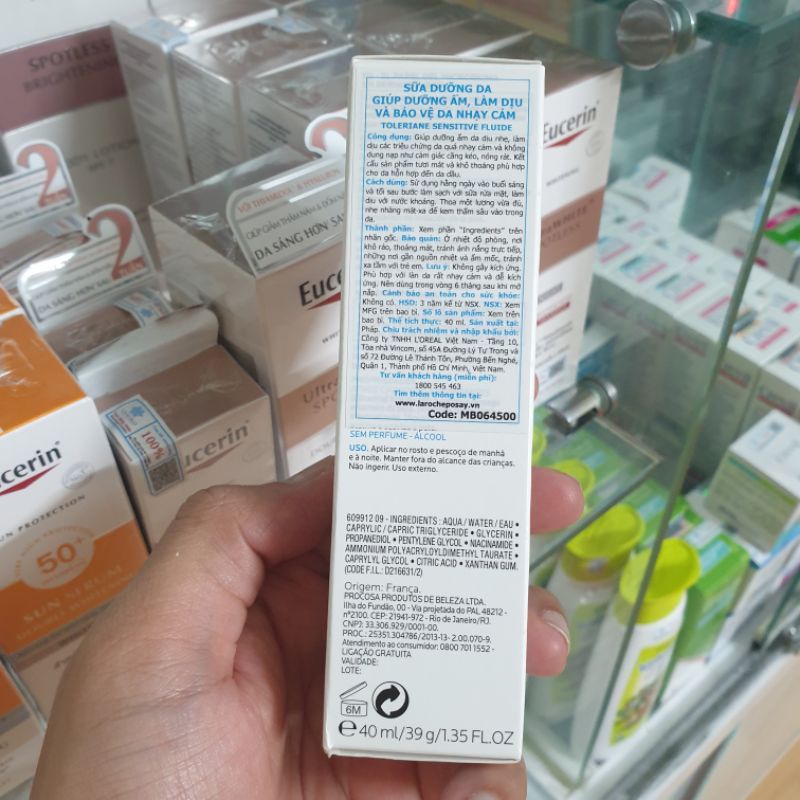 SỮA DƯỠNG DA
GIÚP DƯỠNG ẨM, LÀM DỊU
VÀ BẢO VỆ DA NHẠY CẢM
TOLERIANE SENSITIVE FLUIDE
Công dụng: Giúp dưỡng ẩm da dịu nhẹ, làm
dịu các triệu chứng da quá nhạy cảm và không
dung nạp như cảm giác căng kéo, nóng rát. Kết
cấu sản phẩm tươi mát và khô thoáng phù hợp
cho da hỗn hợp đến da dầu.
Cách dùng: Sử dụng hằng ngày vào buổi sáng
và tối sau bước làm sạch với sữa rửa mặt, làm
dịu với nước khoáng. Thoa một lượng vừa đủ,
nhẹ nhàng mát-xa để kem thẩm sâu vào trong
da.
Thành phần: Xem phần "Ingredients" trên
nhãn gốc. Bảo quản: Ở nhiệt độ phòng, nơi
khô ráo, thoáng mát, tránh ánh nắng trực tiếp,
những nơi gần nguồn nhiệt và ẩm mốc, tránh
xa tầm với trẻ em. Lưu ý: Không gây kích ứng.
Phù hợp với làn da rất nhạy cảm và dễ kích
ứng. Nên dùng trong vòng 6 tháng sau khi mở
nắp. Cảnh báo an toàn cho sức khỏe:
Không có. HSD: 3 năm kể từ NSX. NSX: Xem
MFG trên bao bì. Số lô sản phẩm: Xem trên
bao bì. Thể tích thực: 40 ml. Sản xuất tại:
Pháp. Chịu trách nhiệm và nhập khẩu bởi:
Công ty TNHH L'OREAL Việt Nam - Tầng 10,
Tòa nhà Vincom, số 45A Đường Lý Tự Trọng và
số 72 Đường Lê Thánh Tôn, Phường Bến Nghé,
Quận 1, Thành phố Hồ Chí Minh, Việt Nam.
Tư vấn khách hàng (miễn phí):
1800 545 463
Tìm thêm thông tin tại:
www.larocheposay.vn
Code: MB064500
SEM PERFUME - ÁLCOOL
USO. Aplicar no rosto e pescoço de manhã
e à noite. Manter fora do alcance das crianças.
Não ingerir. Uso externo.
609912 09 - INGREDIENTS : AQUA / WATER / EAU •
CAPRYLIC / CAPRIC TRIGLYCERIDE • GLYCERIN •
PROPANEDIOL • PENTYLENE GLYCOL • NIACINAMIDE •
AMMONIUM POLYACRYLOYLDIMETHYL TAURATE •
CAPRYLYL GLYCOL • CITRIC ACID • XANTHAN GUM.
(CODE F.I.L.: D216631/2)
Origem: França.
PROCOSA PRODUTOS DE BELEZA LTDA.
Ilha do Fundão, 00 - Via projetada do PAL 48212 -
nº2100. CEP: 21941-972 - Rio de Janeiro/RJ.
CNPJ: 33.306.929/0001-00.
PROC.: 25351.304786/2013-13- 2.00.070-9.
Atendimento ao consumidor: 0800 701 1552 -
LIGAÇÃO GRATUITA
VALIDADE:
LOTE:
6M
e 40 ml/39 g/1.35 FL.OZ
SPOTLESS
BRIGHTENING
2
2
VỚI THIAMIDOL &
GIÚP GIẢM THÂM NÁM &
DA SÁNG HƠN SAU
DA SÁNG HƠN
Eucerin
SPOTLESS
100%
50+
SUN